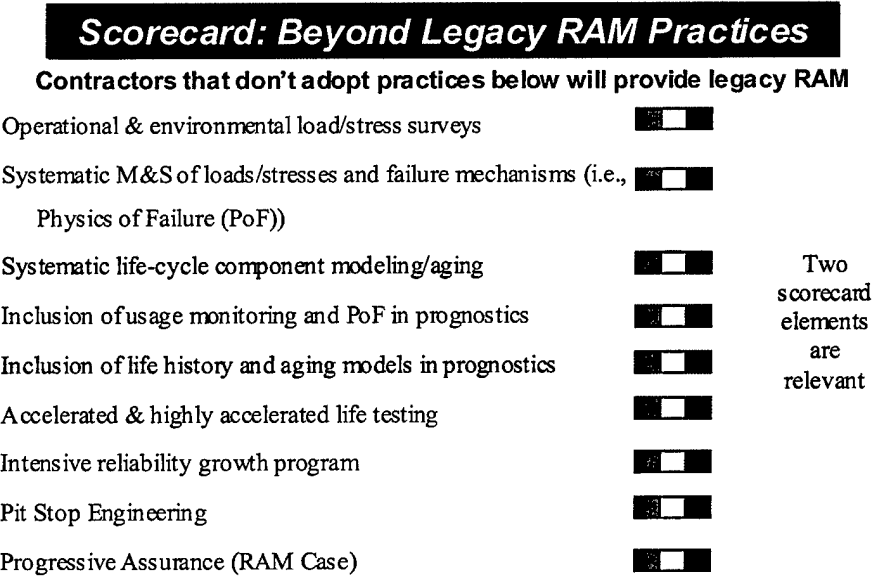 Scorecard: Beyond Legacy RAM Practices
Contractors that don't adopt practices below will provide legacy RAM
Operational & environmental load/stress surveys
Systematic M&S of loads/stresses and failure mechanisms (i.e.,
Physics of Failure (PoF))
Systematic life-cycle component modeling/aging
Inclusion of usage monitoring and PoF in prognostics
Inclusion of life history and aging models in prognostics
Accelerated & highly accelerated life testing
Intensive reliability growth program
Pit Stop Engineering
Progressive Assurance (RAM Case)
Two
scorecard
elements
are
relevant